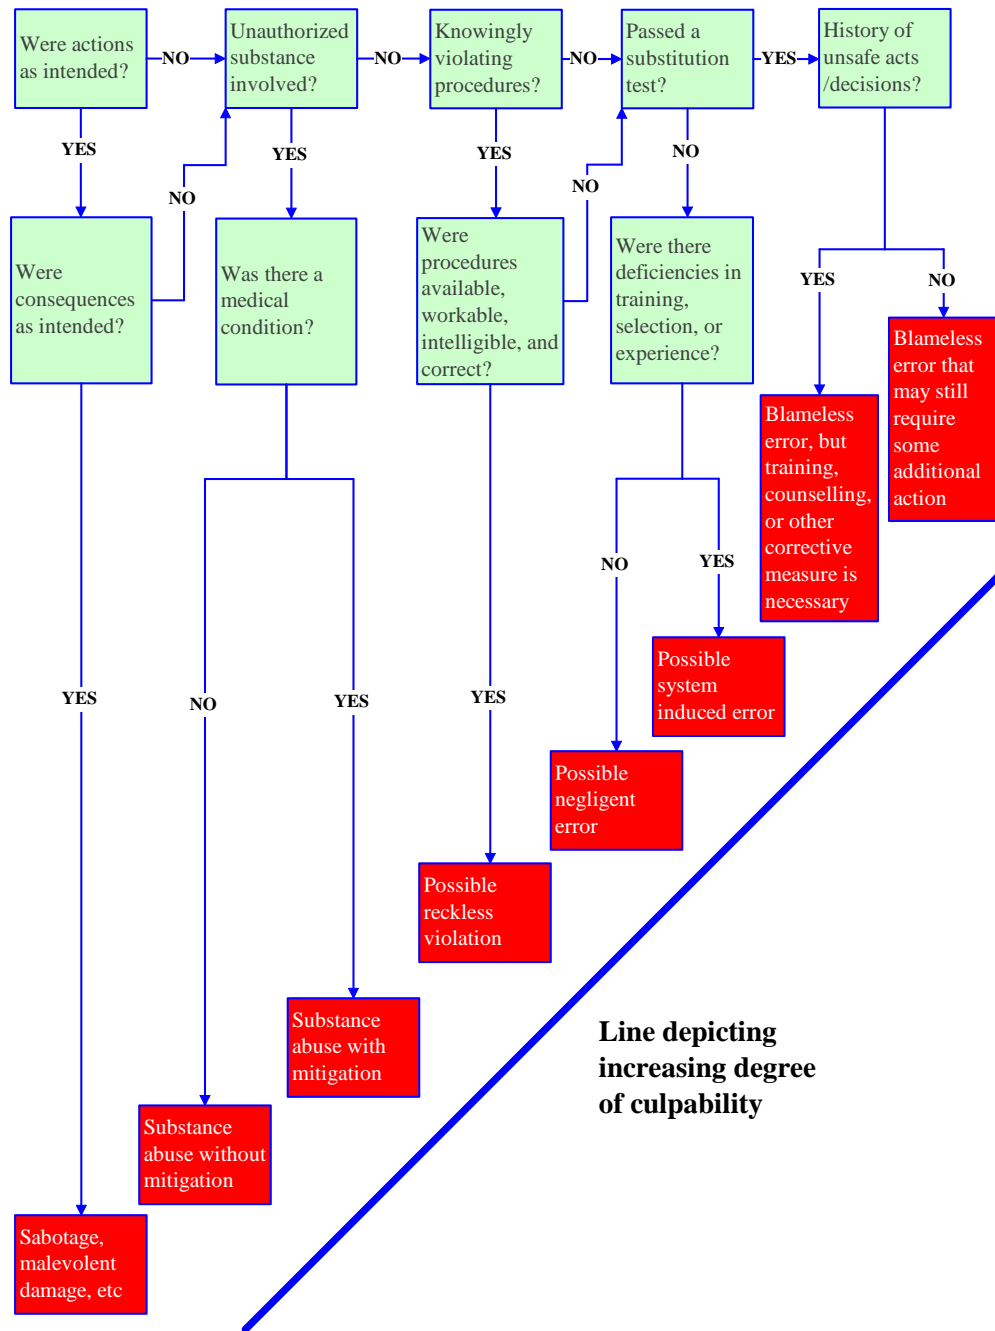 Were actions
as intended?
NO
Unauthorized
substance
involved?
NO
Knowingly
violating
procedures?
NO
Passed a
substitution
test?
YES
History of
unsafe acts
/decisions?
YES
NO
YES
YES
NO
NO
Were
consequences
as intended?
Was there a
medical
condition?
Were
procedures
available,
workable,
intelligible, and
correct?
Were there
deficiencies in
training,
selection, or
experience?
YES
NO
Blameless
error, but
training,
counselling,
or other
corrective
measure is
necessary
Blameless
error that
may still
require
some
additional
action
NO
YES
Possible
system
induced error
YES
NO
YES
YES
Possible
negligent
error
Possible
reckless
violation
Substance
abuse with
mitigation
Substance
abuse without
mitigation
Sabotage,
malevolent
damage, etc
Line depicting
increasing degree
of culpability